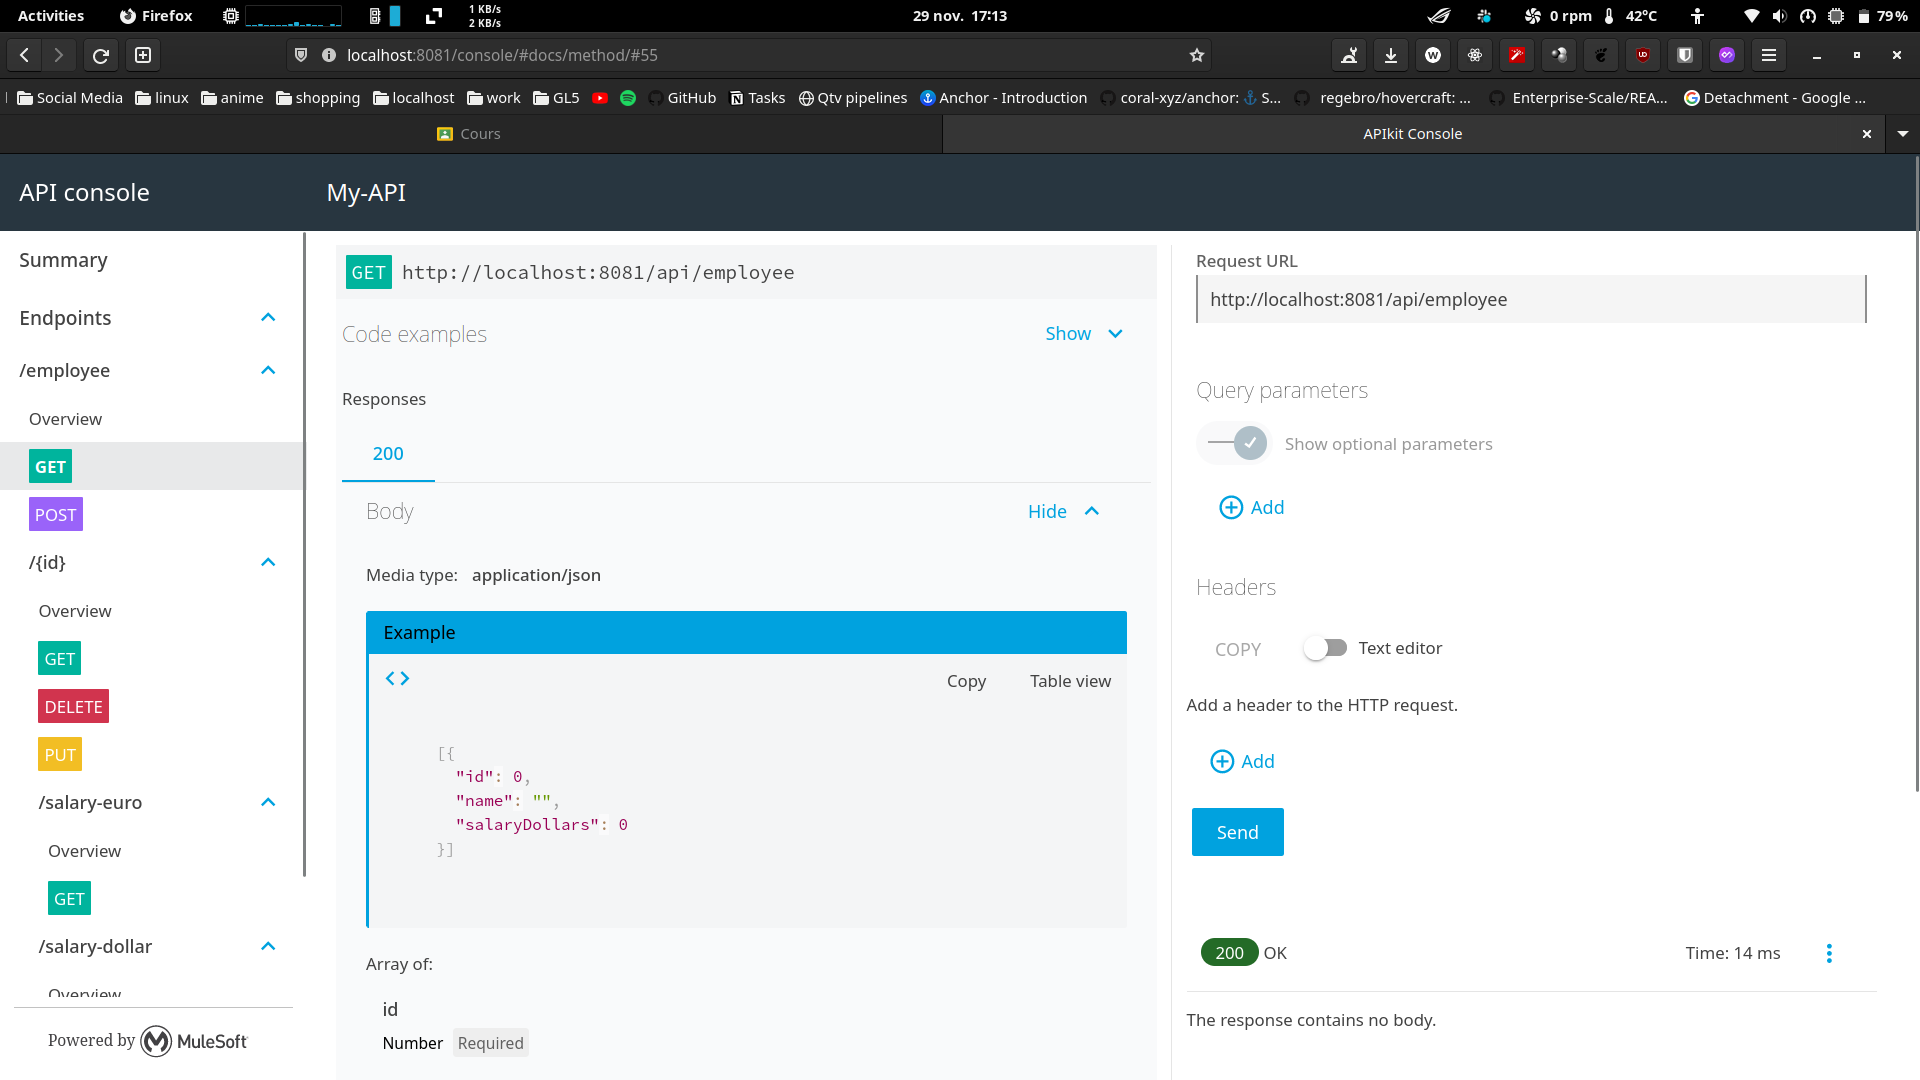 Activities
Firefox
1 KB/s
2 KB/s
29 nov. 17:13
0 rpm
42°C
79 %
localhost:8081/console/#docs/method/#55
Social Media
linux
anime
shopping
localhost
work
GL5
GitHub
Tasks
Qtv pipelines
Anchor - Introduction
coral-xyz/anchor: ⚓ S...
regebro/hovercraft: ...
Enterprise-Scale/REA...
Detachment - Google ...
Cours
APIkit Console
API console
My-API
Summary
Endpoints
/employee
Overview
GET
POST
/{id}
Overview
GET
DELETE
PUT
/salary-euro
Overview
GET
/salary-dollar
Overview
Powered by MuleSoft
GET http://localhost:8081/api/employee
Code examples
Show
Responses
200
Body
Hide
Media type: application/json
Example
Copy
Table view
[{
"id": 0,
"name": "",
"salaryDollars": 0
}]
Array of:
id
Number Required
Request URL
http://localhost:8081/api/employee
Query parameters
Show optional parameters
Add
Headers
COPY
Text editor
Add a header to the HTTP request.
Add
Send
200 OK
Time: 14 ms
The response contains no body.